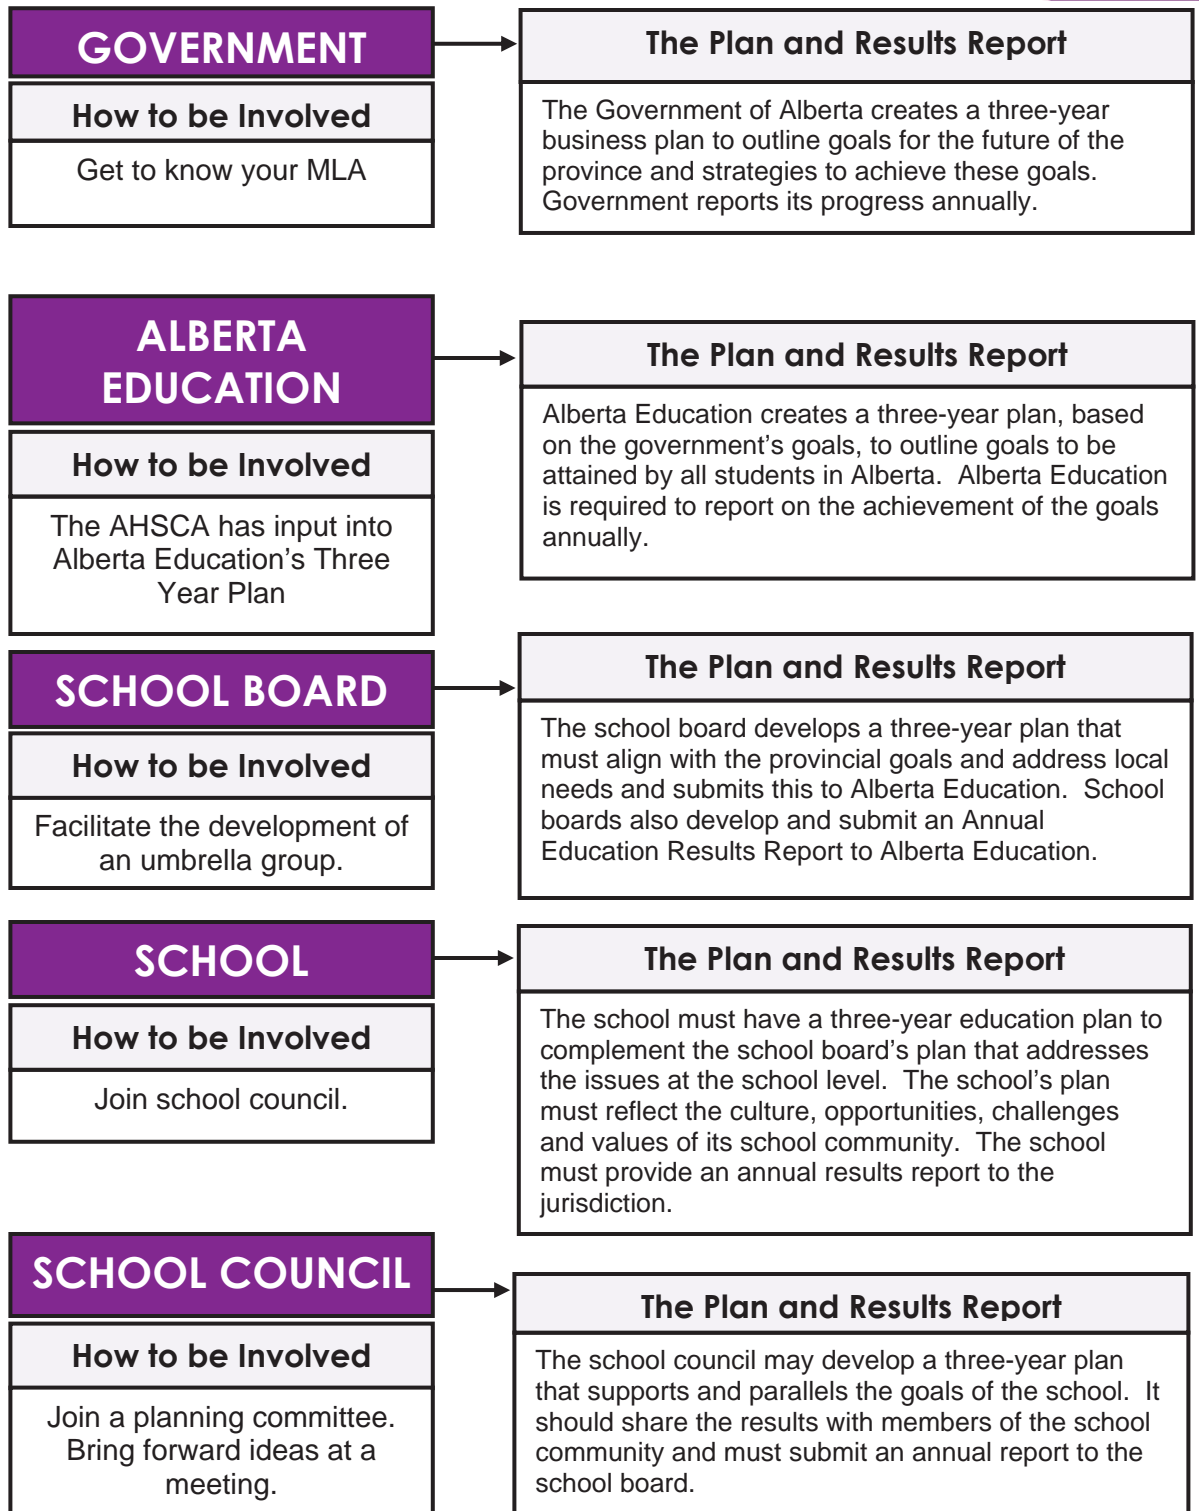 GOVERNMENT
How to be Involved
Get to know your MLA
The Plan and Results Report
The Government of Alberta creates a three-year
business plan to outline goals for the future of the
province and strategies to achieve these goals.
Government reports its progress annually.
ALBERTA
EDUCATION
How to be Involved
The AHSCA has input into
Alberta Education’s Three
Year Plan
The Plan and Results Report
Alberta Education creates a three-year plan, based
on the government’s goals, to outline goals to be
attained by all students in Alberta.  Alberta Education
is required to report on the achievement of the goals
annually.
SCHOOL BOARD
How to be Involved
Facilitate the development of
an umbrella group.
The Plan and Results Report
The school board develops a three-year plan that
must align with the provincial goals and address local
needs and submits this to Alberta Education.  School
boards also develop and submit an Annual
Education Results Report to Alberta Education.
SCHOOL
How to be Involved
Join school council.
The Plan and Results Report
The school must have a three-year education plan to
complement the school board’s plan that addresses
the issues at the school level.  The school’s plan
must reflect the culture, opportunities, challenges
and values of its school community.  The school
must provide an annual results report to the
jurisdiction.
SCHOOL COUNCIL
How to be Involved
Join a planning committee.
Bring forward ideas at a
meeting.
The Plan and Results Report
The school council may develop a three-year plan
that supports and parallels the goals of the school.  It
should share the results with members of the school
community and must submit an annual report to the
school board.